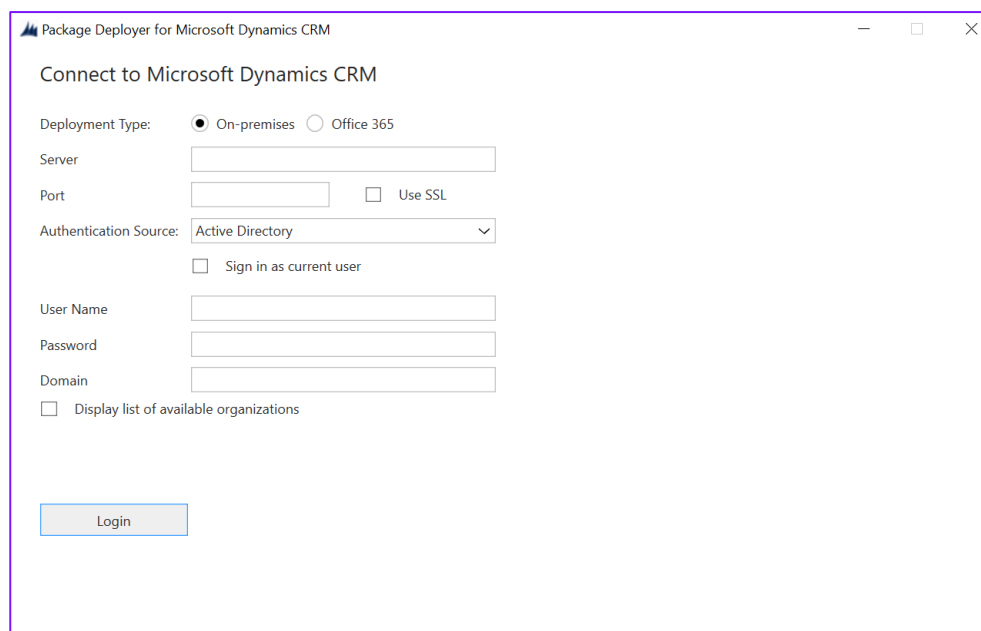 Package Deployer for Microsoft Dynamics CRM
Connect to Microsoft Dynamics CRM
Deployment Type: On-premises Office 365
Server
Port Use SSL
Authentication Source: Active Directory
Sign in as current user
User Name
Password
Domain
Display list of available organizations
Login